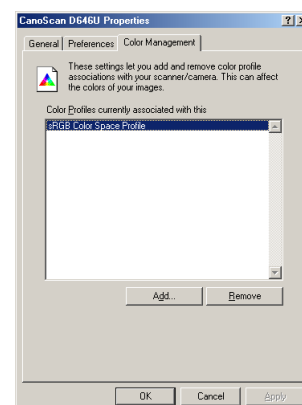 CanoScan D646U Properties
General Preferences Color Management
These settings let you add and remove color profile
associations with your scanner/camera. This can affect
the colors of your images.
Color Profiles currently associated with this
sRGB Color Space Profile
Add... Remove
OK Cancel Apply